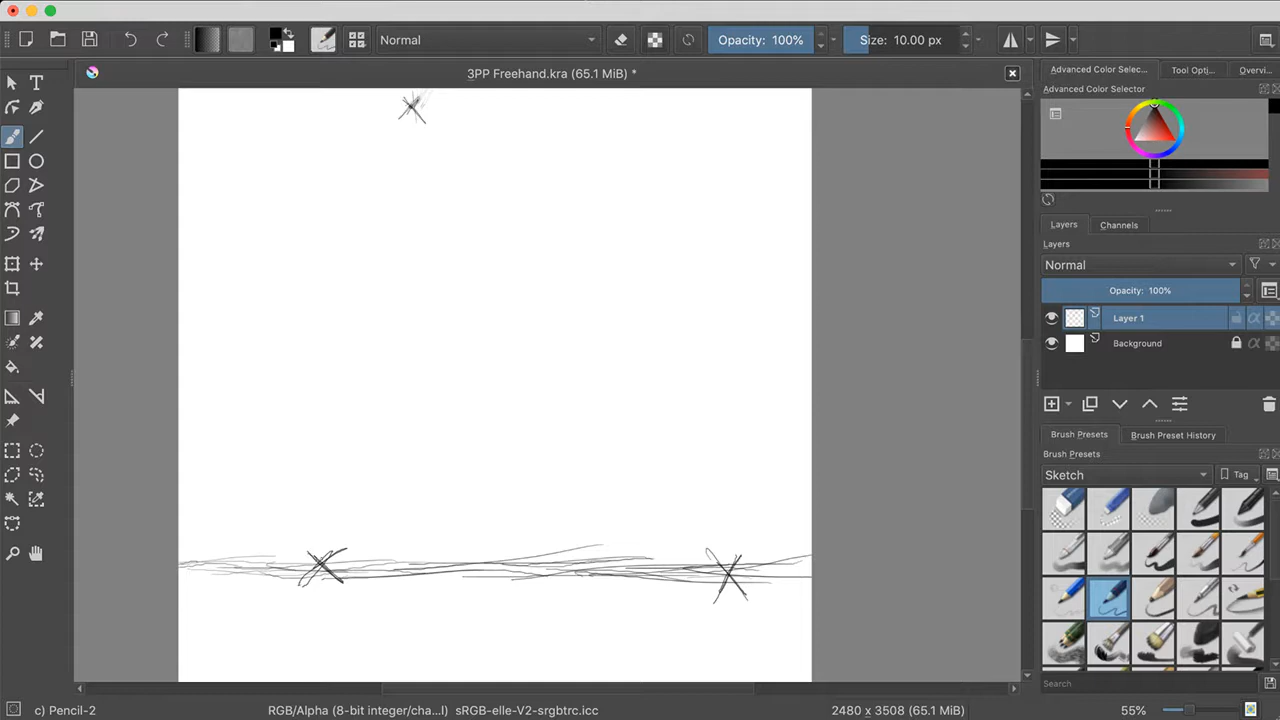 Normal
Opacity: 100%
Size: 10.00 px
3PP Freehand.kra (65.1 MiB) *
Advanced Color Selec...
Tool Opti...
Overvi...
Advanced Color Selector
Layers
Channels
Layers
Normal
Opacity: 100%
Layer 1
Background
Brush Presets
Brush Preset History
Brush Presets
Sketch
Tag
Search
c) Pencil-2
RGB/Alpha (8-bit integer/cha...l) sRGB-elle-V2-srgbtrc.icc
2480 x 3508 (65.1 MiB)
55%